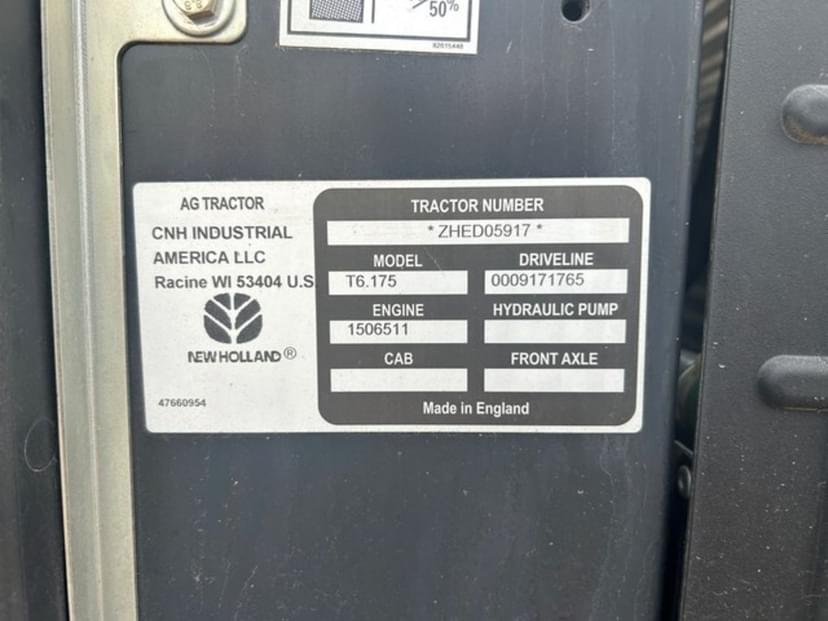 50%
82015448
AG TRACTOR
CNH INDUSTRIAL
AMERICA LLC
Racine WI 53404 U.S
NEW HOLLAND®
47660954
TRACTOR NUMBER
* ZHED05917 *
MODEL DRIVELINE
T6.175 0009171765
ENGINE HYDRAULIC PUMP
1506511
CAB FRONT AXLE
Made in England